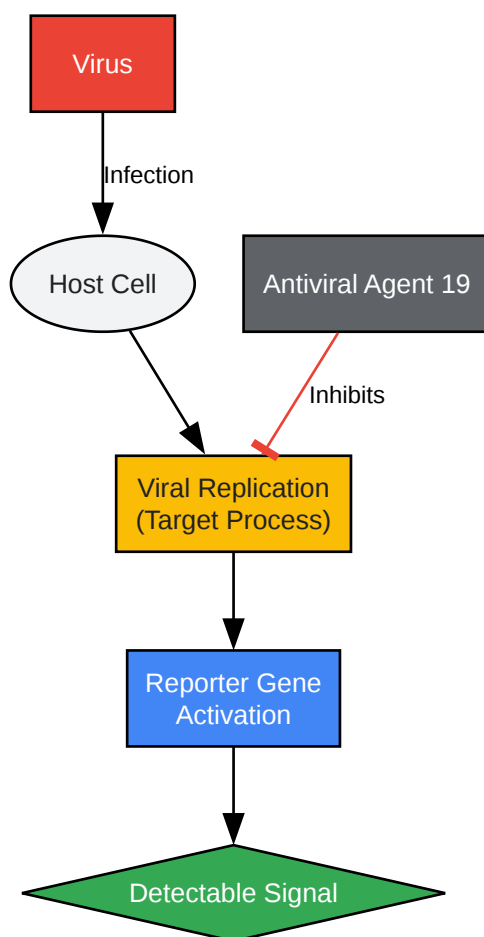 Virus
Infection
Host Cell
Antiviral Agent 19
Inhibits
Viral Replication
(Target Process)
Reporter Gene
Activation
Detectable Signal